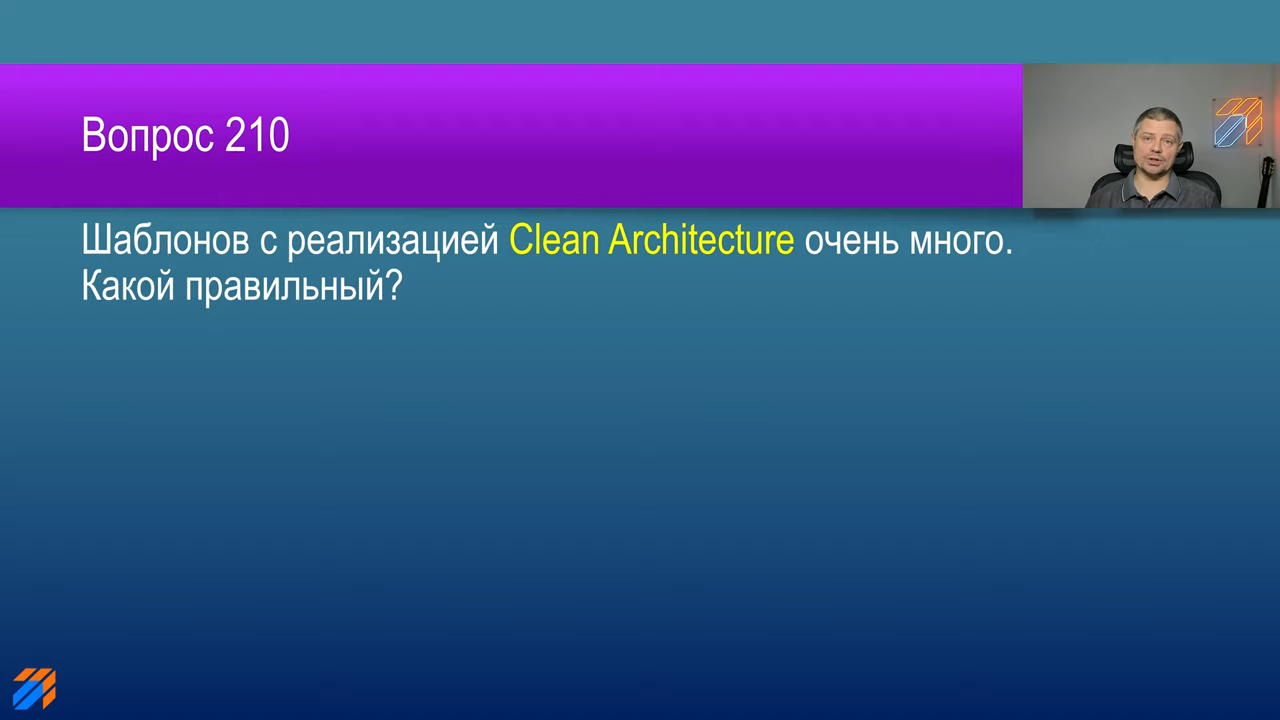 Вопрос 210
Шаблонов с реализацией Clean Architecture очень много.
Какой правильный?